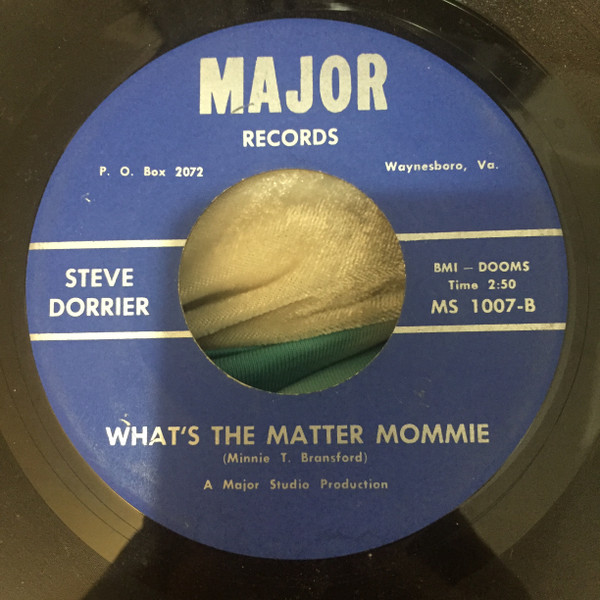 MAJOR
RECORDS
P. O. Box 2072
Waynesboro, Va.
STEVE
DORRIER
BMI – DOOMS
Time 2:50
MS 1007-B
WHAT'S THE MATTER MOMMIE
(Minnie T. Bransford)
A Major Studio Production